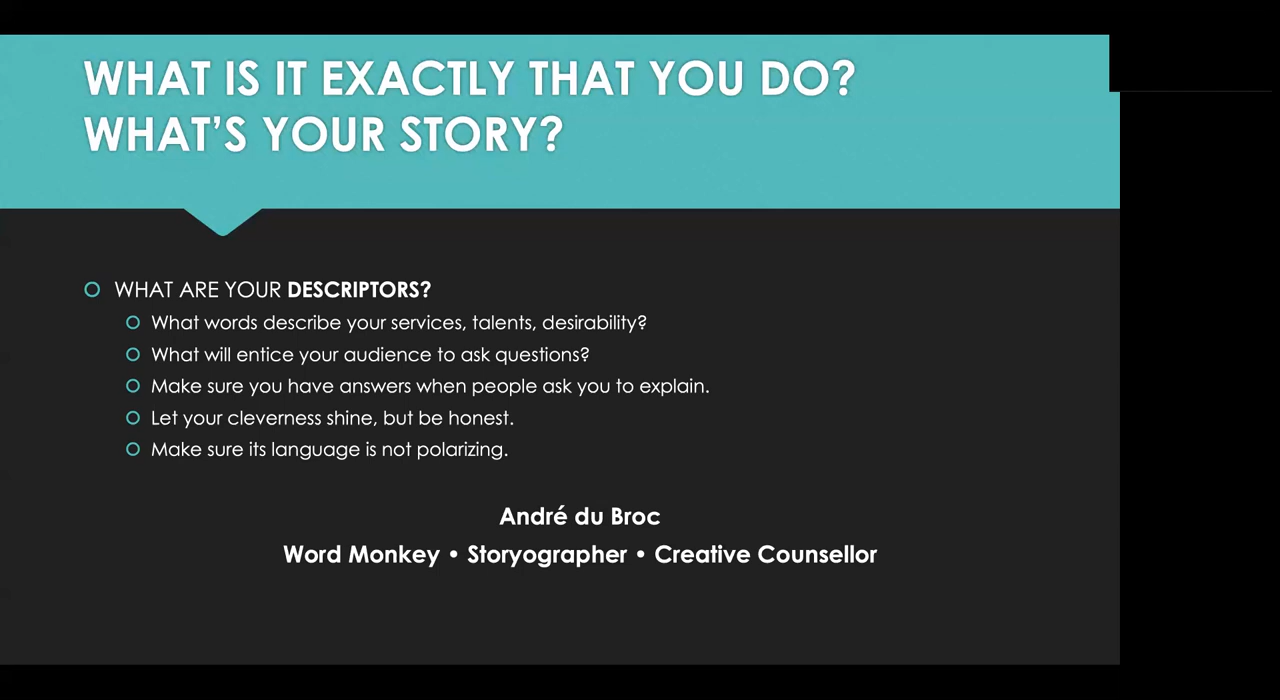 WHAT IS IT EXACTLY THAT YOU DO?
WHAT'S YOUR STORY?
WHAT ARE YOUR DESCRIPTORS?
What words describe your services, talents, desirability?
What will entice your audience to ask questions?
Make sure you have answers when people ask you to explain.
Let your cleverness shine, but be honest.
Make sure its language is not polarizing.
André du Broc
Word Monkey • Storyographer • Creative Counsellor